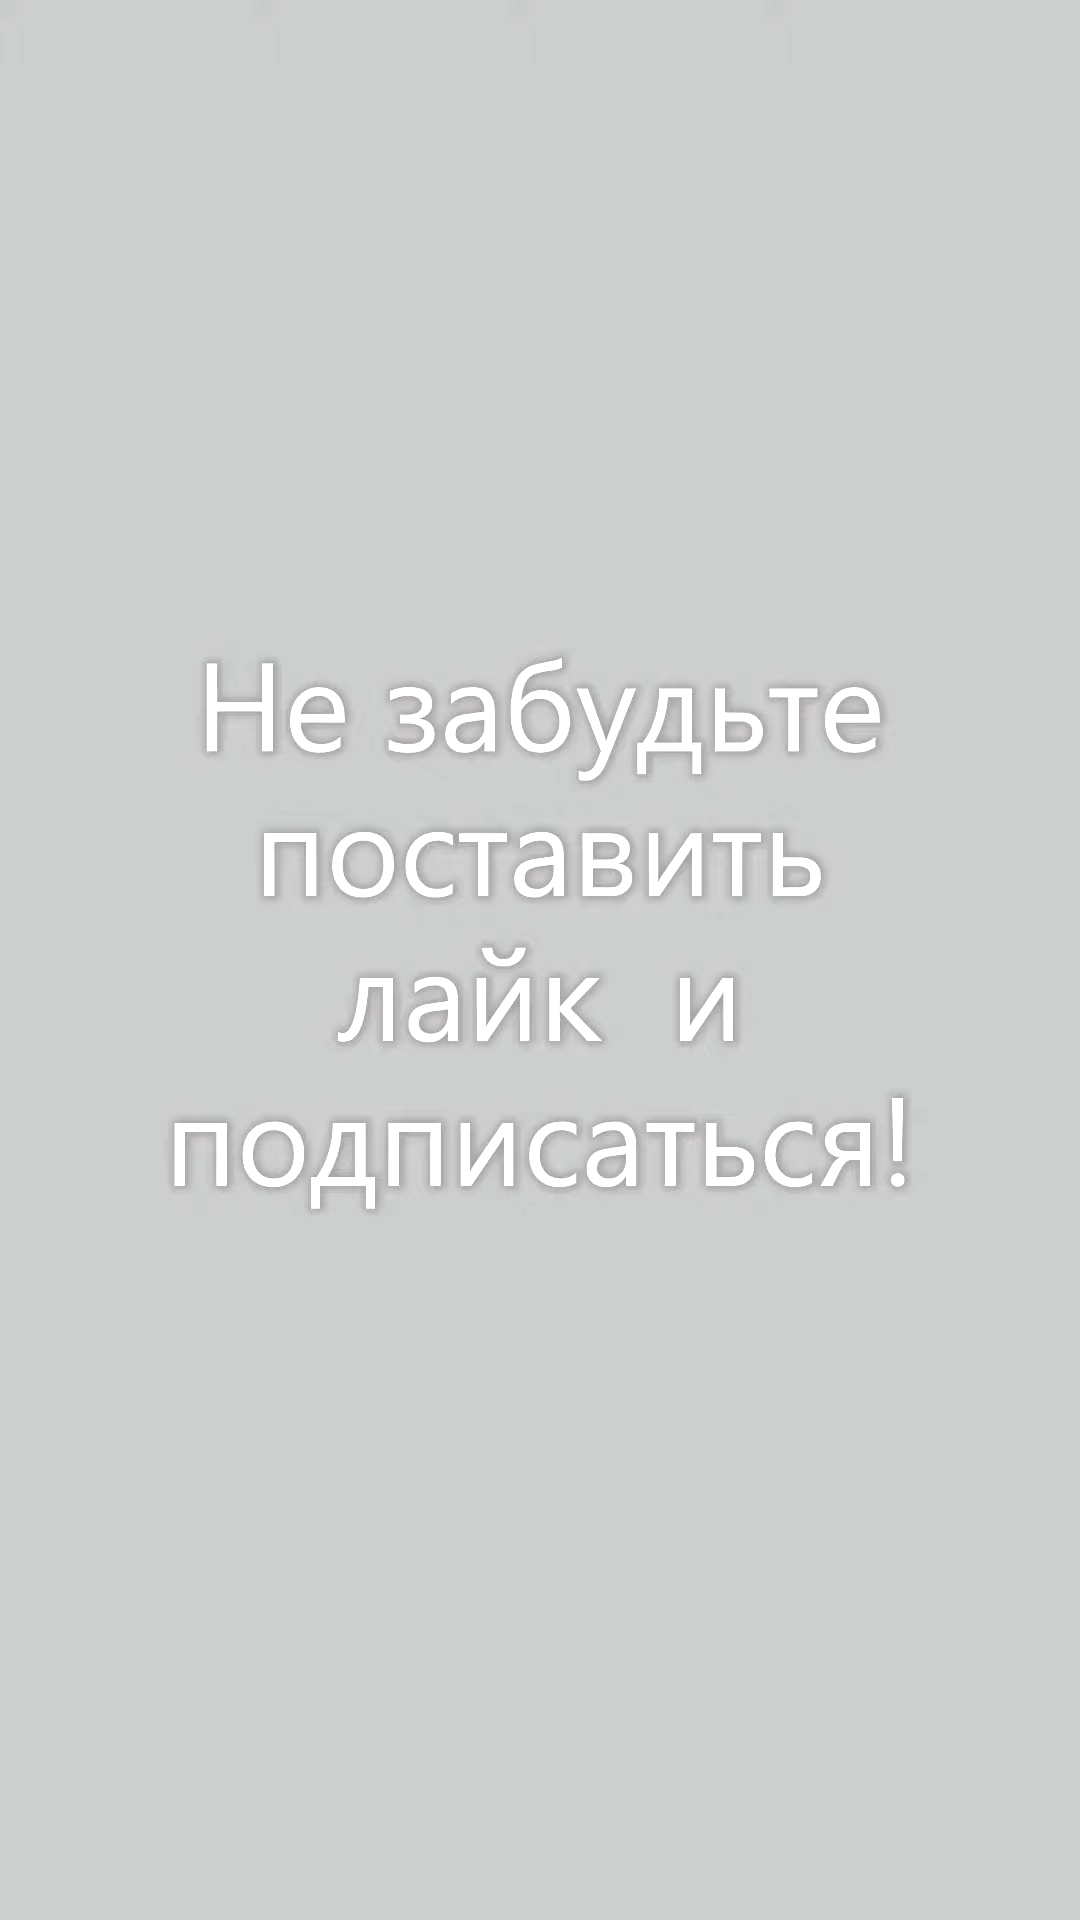 Не забудьте
поставить
лайк  и
подписаться!